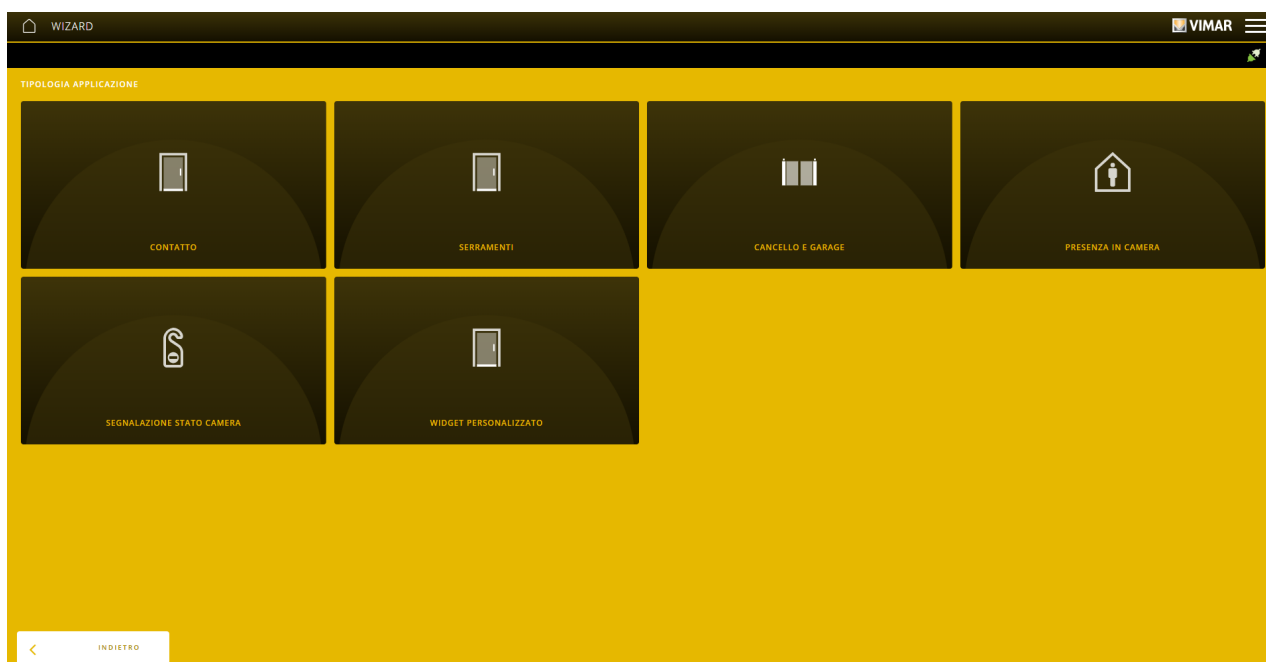 WIZARD
VIMAR
TIPOLOGIA APPLICAZIONE
CONTATTO
SERRAMENTI
CANCELLO E GARAGE
PRESENZA IN CAMERA
SEGNALAZIONE STATO CAMERA
WIDGET PERSONALIZZATO
INDIETRO